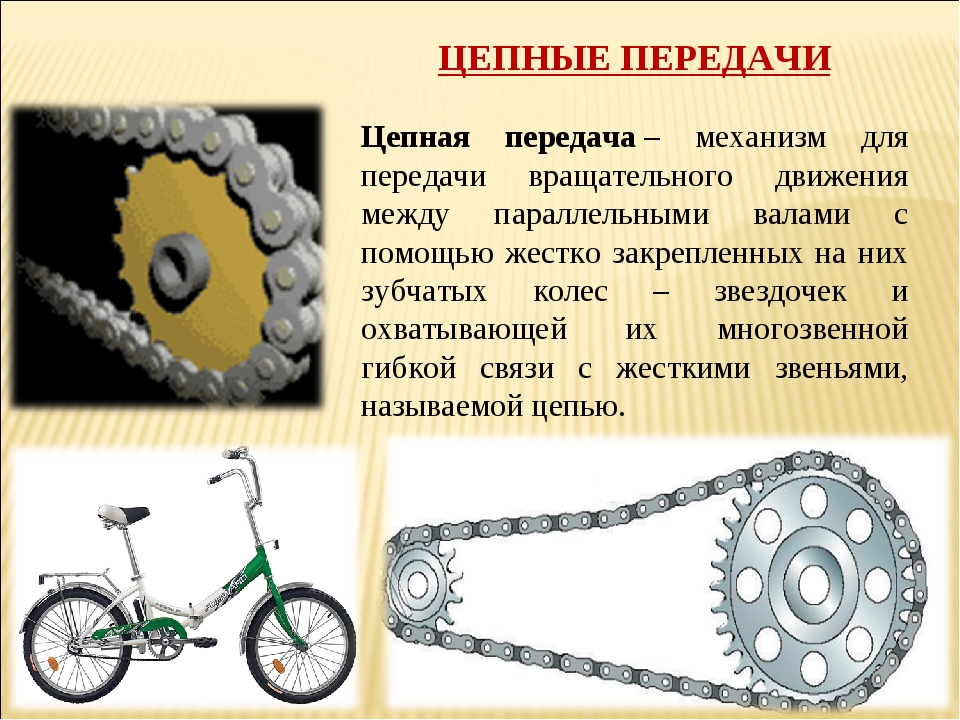 ЦЕПНЫЕ ПЕРЕДАЧИ
Цепная передача – механизм для
передачи вращательного движения
между параллельными валами с
помощью жестко закрепленных на них
зубчатых колес – звездочек и
охватывающей их многозвенной
гибкой связи с жесткими звеньями,
называемой цепью.